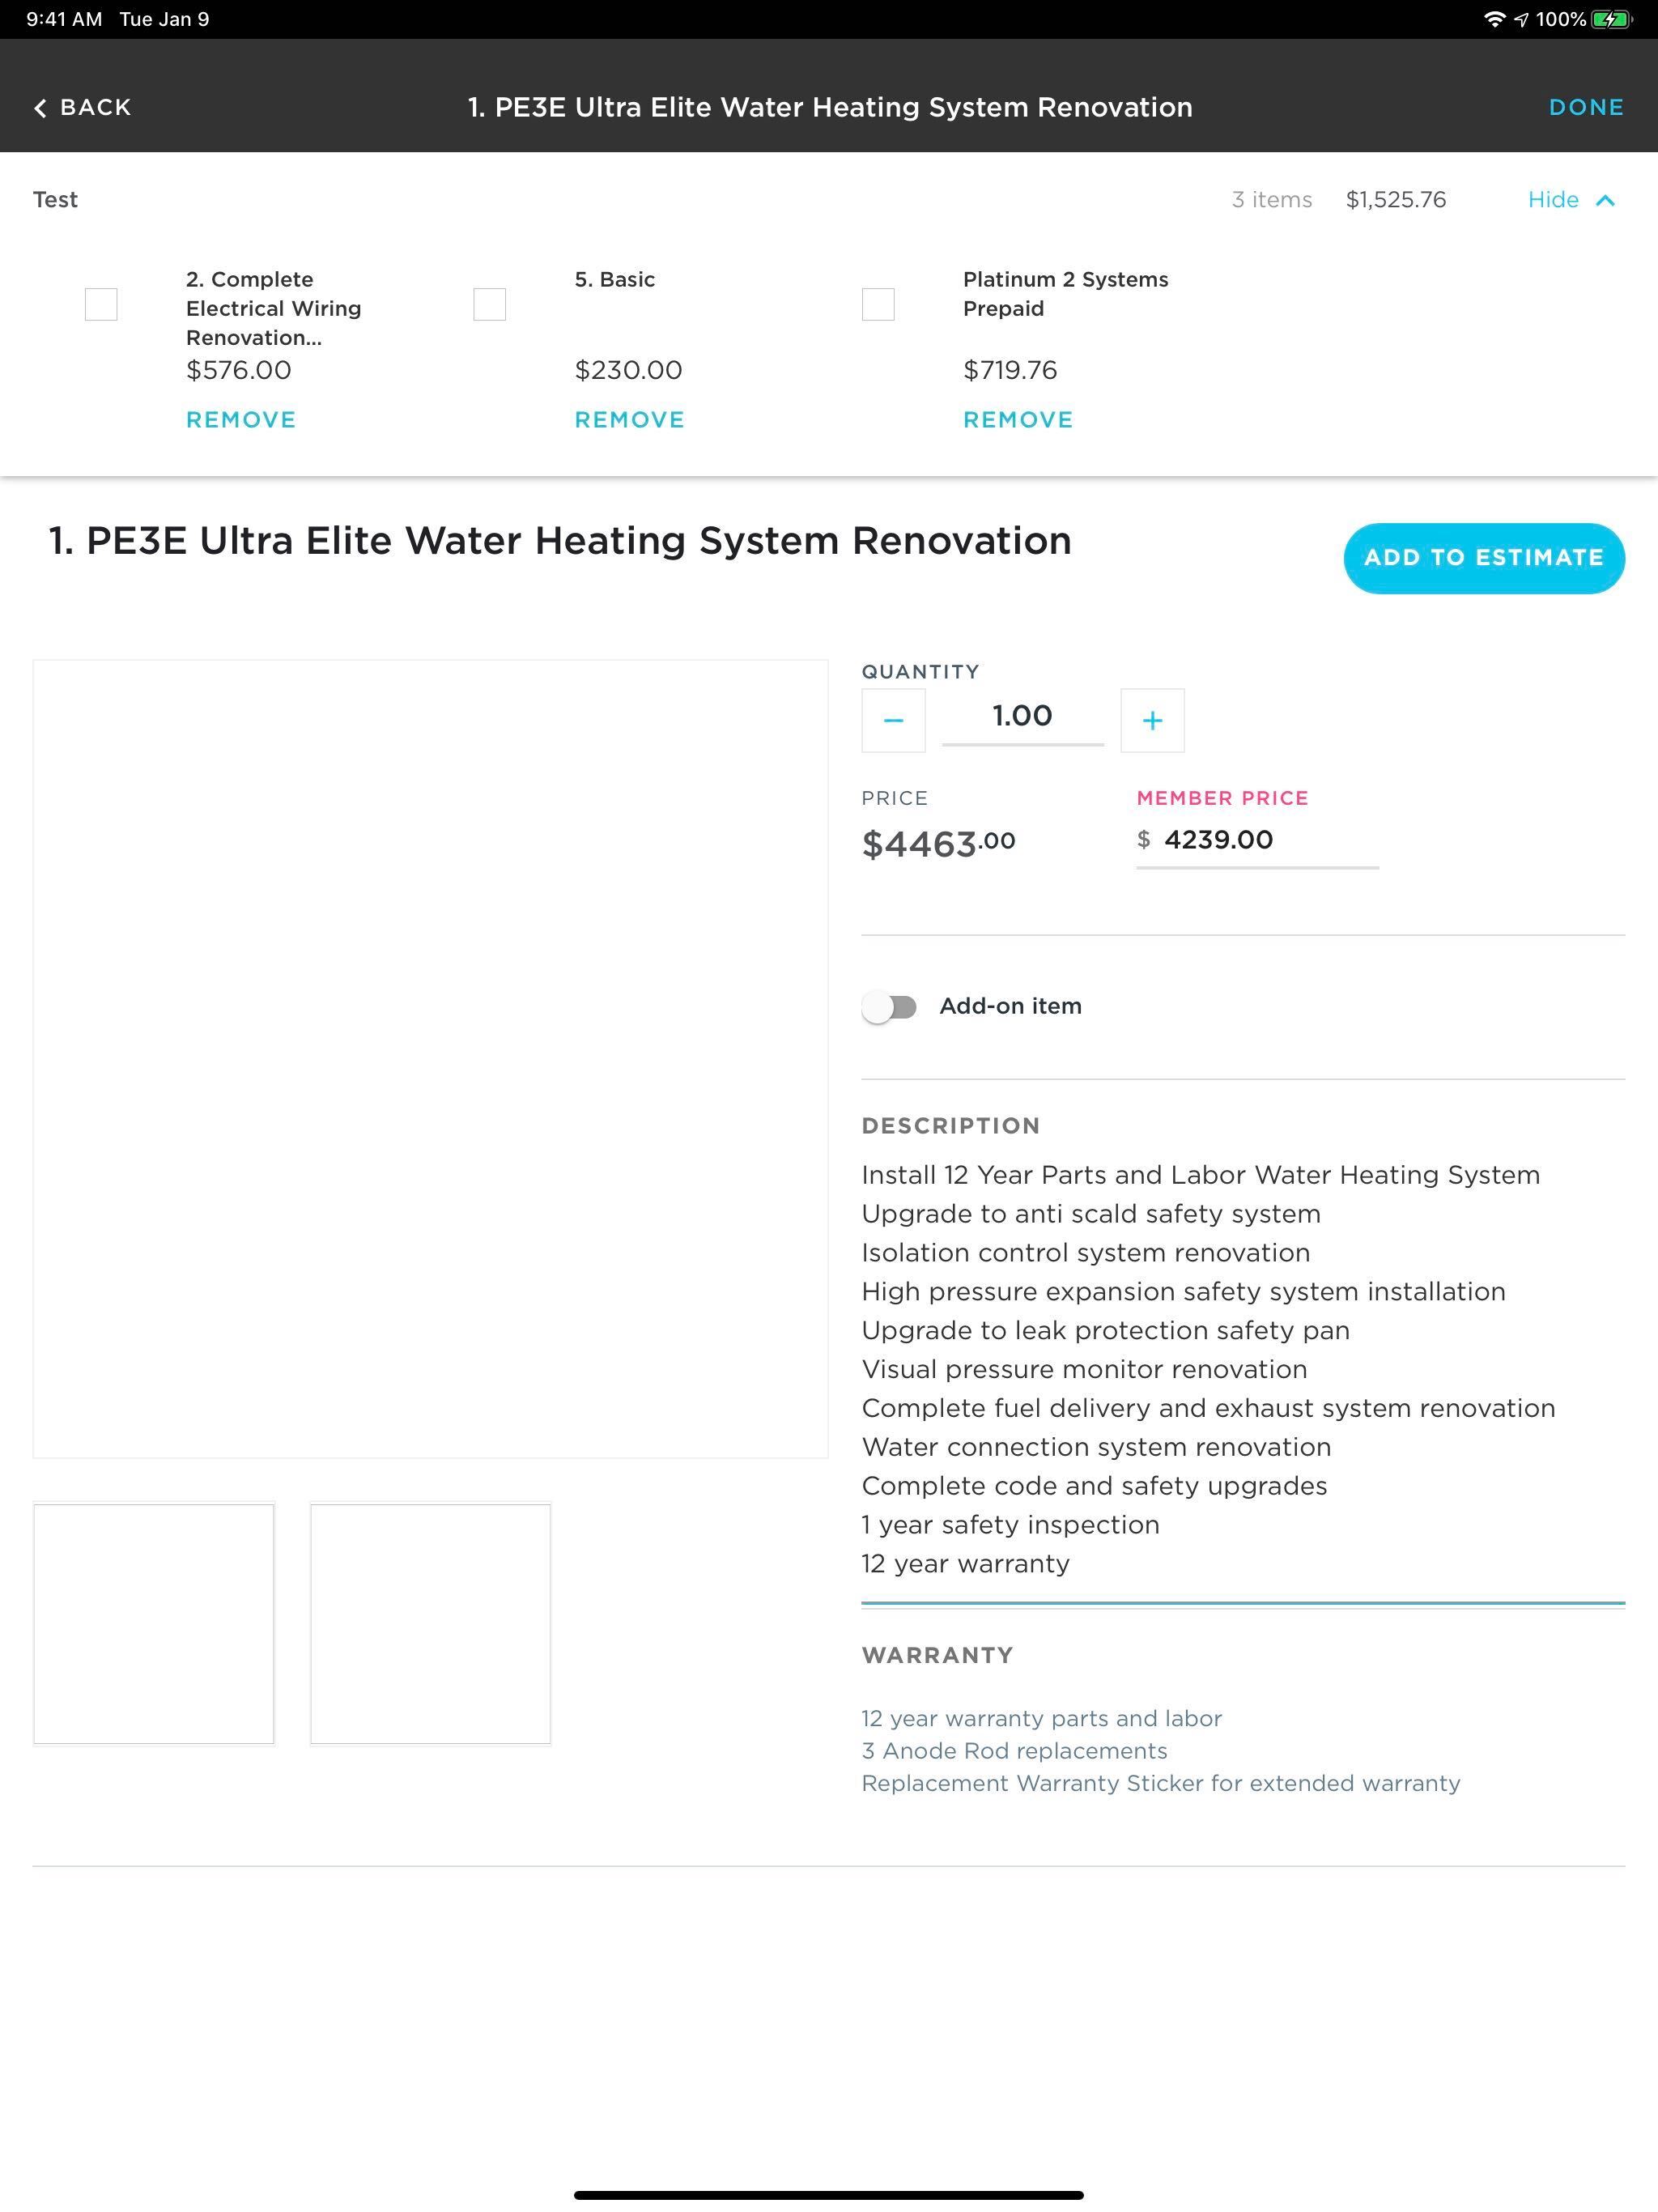 9:41 AM Tue Jan 9
100%
BACK
1. PE3E Ultra Elite Water Heating System Renovation
DONE
Test
3 items $1,525.76 Hide
2. Complete
Electrical Wiring
Renovation...
$576.00
REMOVE
5. Basic
$230.00
REMOVE
Platinum 2 Systems
Prepaid
$719.76
REMOVE
1. PE3E Ultra Elite Water Heating System Renovation
ADD TO ESTIMATE
QUANTITY
− 1.00 +
PRICE
$4463.00
MEMBER PRICE
$ 4239.00
Add-on item
DESCRIPTION
Install 12 Year Parts and Labor Water Heating System
Upgrade to anti scald safety system
Isolation control system renovation
High pressure expansion safety system installation
Upgrade to leak protection safety pan
Visual pressure monitor renovation
Complete fuel delivery and exhaust system renovation
Water connection system renovation
Complete code and safety upgrades
1 year safety inspection
12 year warranty
WARRANTY
12 year warranty parts and labor
3 Anode Rod replacements
Replacement Warranty Sticker for extended warranty